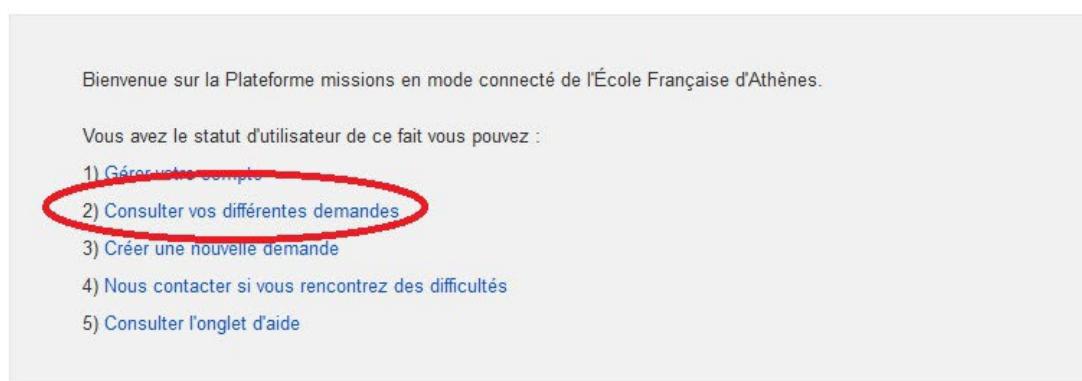 Bienvenue sur la Plateforme missions en mode connecté de l'École Française d'Athènes.
Vous avez le statut d'utilisateur de ce fait vous pouvez :
1) Gérer votre compte
2) Consulter vos différentes demandes
3) Créer une nouvelle demande
4) Nous contacter si vous rencontrez des difficultés
5) Consulter l'onglet d'aide